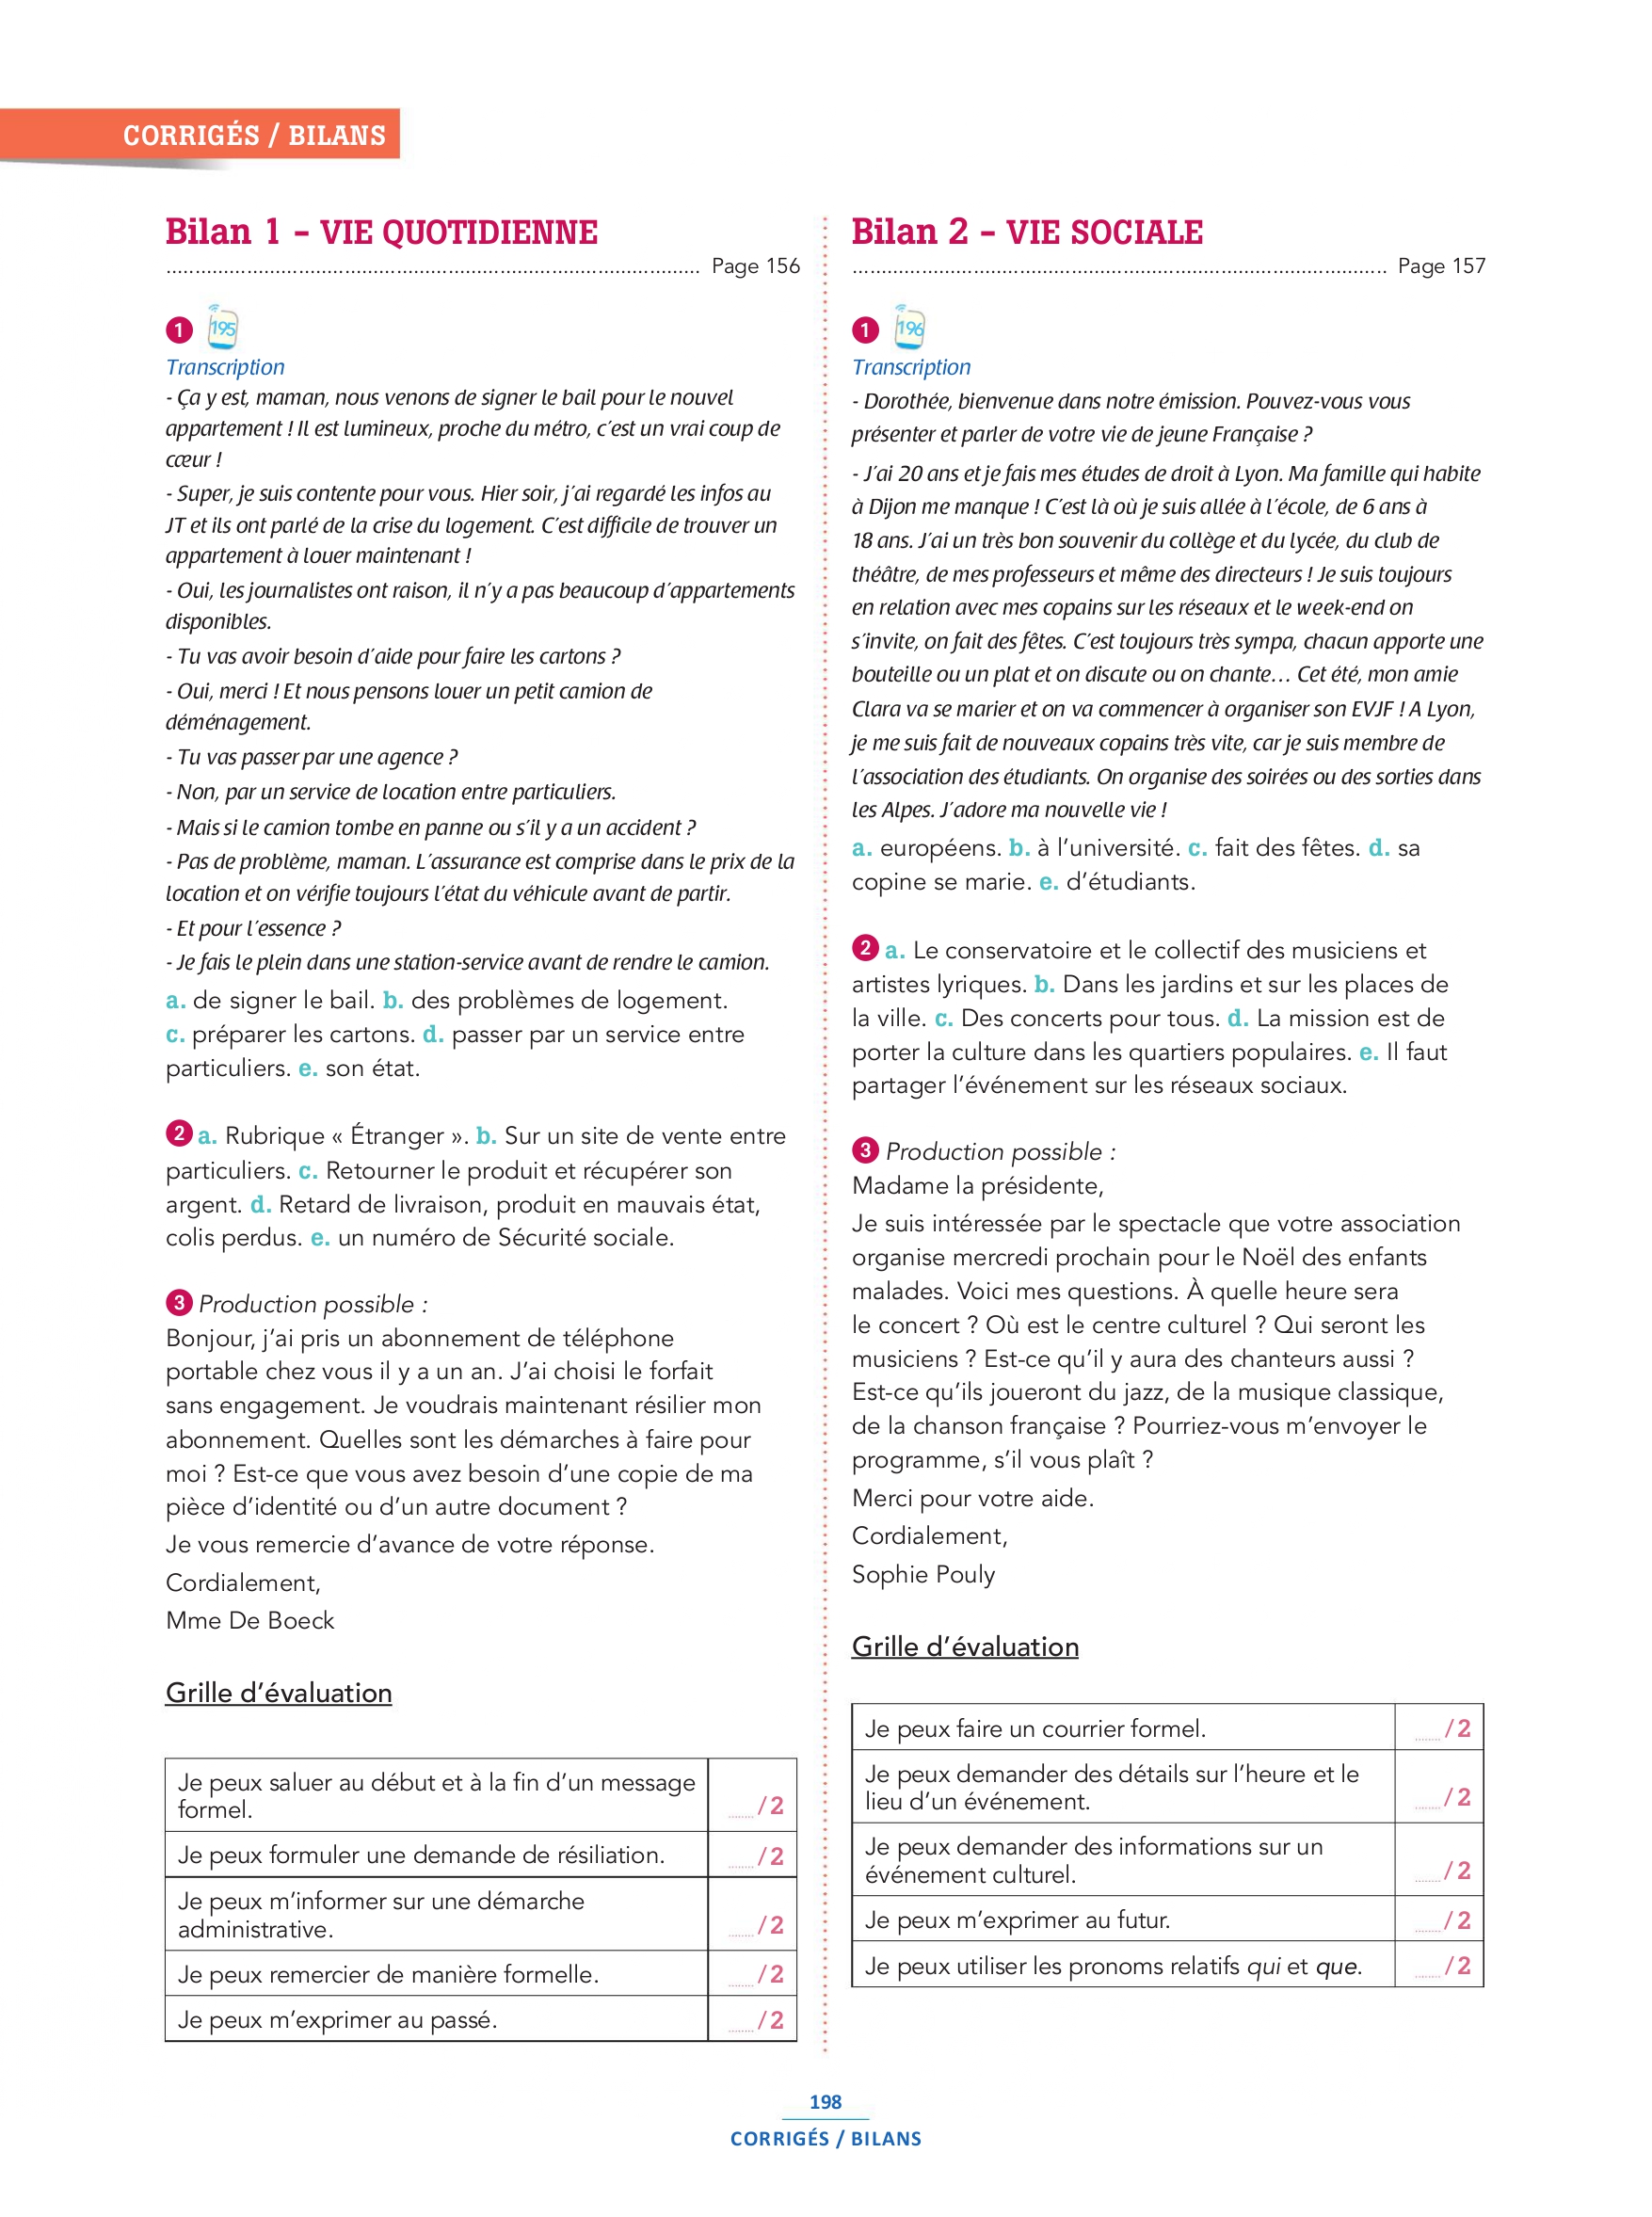 CORRIGÉS / BILANS
Bilan 1 – VIE QUOTIDIENNE
.......................................................................................... Page 156
1 195
Transcription
- Ça y est, maman, nous venons de signer le bail pour le nouvel
appartement ! Il est lumineux, proche du métro, c’est un vrai coup de
cœur !
- Super, je suis contente pour vous. Hier soir, j’ai regardé les infos au
JT et ils ont parlé de la crise du logement. C’est difficile de trouver un
appartement à louer maintenant !
- Oui, les journalistes ont raison, il n’y a pas beaucoup d’appartements
disponibles.
- Tu vas avoir besoin d’aide pour faire les cartons ?
- Oui, merci ! Et nous pensons louer un petit camion de
déménagement.
- Tu vas passer par une agence ?
- Non, par un service de location entre particuliers.
- Mais si le camion tombe en panne ou s’il y a un accident ?
- Pas de problème, maman. L’assurance est comprise dans le prix de la
location et on vérifie toujours l’état du véhicule avant de partir.
- Et pour l’essence ?
- Je fais le plein dans une station-service avant de rendre le camion.
a. de signer le bail. b. des problèmes de logement.
c. préparer les cartons. d. passer par un service entre
particuliers. e. son état.
2 a. Rubrique « Étranger ». b. Sur un site de vente entre
particuliers. c. Retourner le produit et récupérer son
argent. d. Retard de livraison, produit en mauvais état,
colis perdus. e. un numéro de Sécurité sociale.
3 Production possible :
Bonjour, j’ai pris un abonnement de téléphone
portable chez vous il y a un an. J’ai choisi le forfait
sans engagement. Je voudrais maintenant résilier mon
abonnement. Quelles sont les démarches à faire pour
moi ? Est-ce que vous avez besoin d’une copie de ma
pièce d’identité ou d’un autre document ?
Je vous remercie d’avance de votre réponse.
Cordialement,
Mme De Boeck
Grille d’évaluation
Je peux saluer au début et à la fin d’un message
formel. ........ / 2
Je peux formuler une demande de résiliation. ........ / 2
Je peux m’informer sur une démarche
administrative. ........ / 2
Je peux remercier de manière formelle. ........ / 2
Je peux m’exprimer au passé. ........ / 2
Bilan 2 – VIE SOCIALE
.......................................................................................... Page 157
1 196
Transcription
- Dorothée, bienvenue dans notre émission. Pouvez-vous vous
présenter et parler de votre vie de jeune Française ?
- J’ai 20 ans et je fais mes études de droit à Lyon. Ma famille qui habite
à Dijon me manque ! C’est là où je suis allée à l’école, de 6 ans à
18 ans. J’ai un très bon souvenir du collège et du lycée, du club de
théâtre, de mes professeurs et même des directeurs ! Je suis toujours
en relation avec mes copains sur les réseaux et le week-end on
s’invite, on fait des fêtes. C’est toujours très sympa, chacun apporte une
bouteille ou un plat et on discute ou on chante… Cet été, mon amie
Clara va se marier et on va commencer à organiser son EVJF ! A Lyon,
je me suis fait de nouveaux copains très vite, car je suis membre de
l’association des étudiants. On organise des soirées ou des sorties dans
les Alpes. J’adore ma nouvelle vie !
a. européens. b. à l’université. c. fait des fêtes. d. sa
copine se marie. e. d’étudiants.
2 a. Le conservatoire et le collectif des musiciens et
artistes lyriques. b. Dans les jardins et sur les places de
la ville. c. Des concerts pour tous. d. La mission est de
porter la culture dans les quartiers populaires. e. Il faut
partager l’événement sur les réseaux sociaux.
3 Production possible :
Madame la présidente,
Je suis intéressée par le spectacle que votre association
organise mercredi prochain pour le Noël des enfants
malades. Voici mes questions. À quelle heure sera
le concert ? Où est le centre culturel ? Qui seront les
musiciens ? Est-ce qu’il y aura des chanteurs aussi ?
Est-ce qu’ils joueront du jazz, de la musique classique,
de la chanson française ? Pourriez-vous m’envoyer le
programme, s’il vous plaît ?
Merci pour votre aide.
Cordialement,
Sophie Pouly
Grille d’évaluation
Je peux faire un courrier formel. ........ / 2
Je peux demander des détails sur l’heure et le
lieu d’un événement. ........ / 2
Je peux demander des informations sur un
événement culturel. ........ / 2
Je peux m’exprimer au futur. ........ / 2
Je peux utiliser les pronoms relatifs qui et que. ........ / 2
198
CORRIGÉS / BILANS